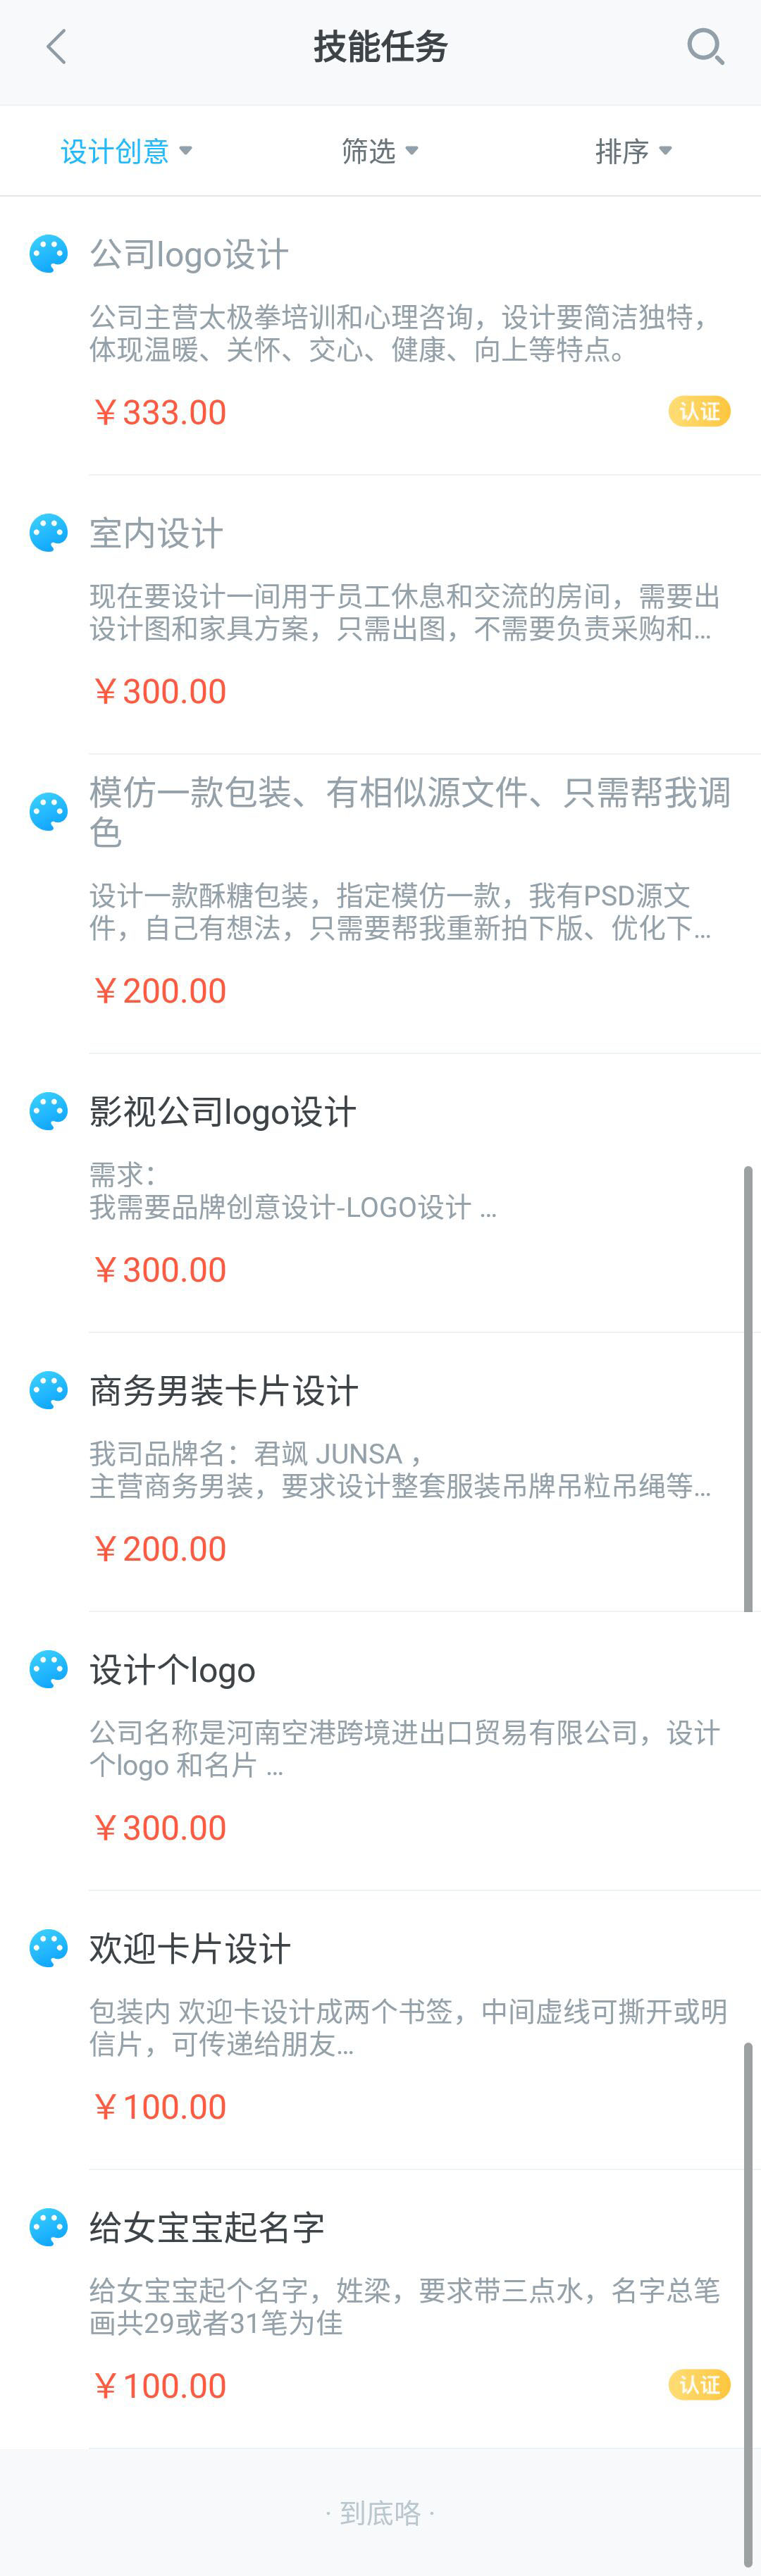 技能任务
设计创意
筛选
排序
公司logo设计
公司主营太极拳培训和心理咨询，设计要简洁独特，
体现温暖、关怀、交心、健康、向上等特点。
￥333.00
认证
室内设计
现在要设计一间用于员工休息和交流的房间，需要出
设计图和家具方案，只需出图，不需要负责采购和...
￥300.00
模仿一款包装、有相似源文件、只需帮我调
色
设计一款酥糖包装，指定模仿一款，我有PSD源文
件，自己有想法，只需要帮我重新拍下版、优化下...
￥200.00
影视公司logo设计
需求：
我需要品牌创意设计-LOGO设计 ...
￥300.00
商务男装卡片设计
我司品牌名：君飒 JUNSA ，
主营商务男装，要求设计整套服装吊牌吊粒吊绳等...
￥200.00
设计个logo
公司名称是河南空港跨境进出口贸易有限公司，设计
个logo 和名片 ...
￥300.00
欢迎卡片设计
包装内 欢迎卡设计成两个书签，中间虚线可撕开或明
信片，可传递给朋友...
￥100.00
给女宝宝起名字
给女宝宝起个名字，姓梁，要求带三点水，名字总笔
画共29或者31笔为佳
￥100.00
认证
· 到底咯 ·